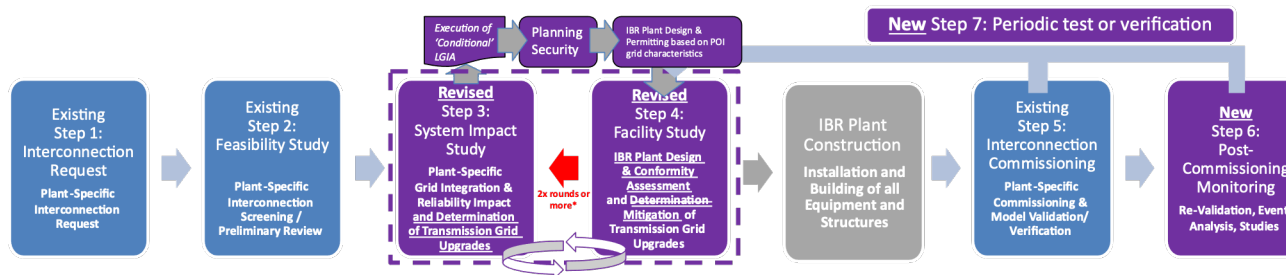 New Step 7: Periodic test or verification
Execution of
‘Conditional’
LGIA
Planning
Security
IBR Plant Design &
Permitting based on POI
grid characteristics
Existing
Step 1:
Interconnection
Request
Plant-Specific
Interconnection
Request
Existing
Step 2:
Feasibility Study
Plant-Specific
Interconnection
Screening /
Preliminary Review
Revised
Step 3:
System Impact
Study
Plant-Specific
Grid Integration &
Reliability Impact
and Determination
of Transmission Grid
Upgrades
2x rounds or
more*
Revised
Step 4:
Facility Study
IBR Plant Design
& Conformity
Assessment
and Determination
Mitigation of
Transmission Grid
Upgrades
IBR Plant
Construction
Installation and
Building of all
Equipment and
Structures
Existing
Step 5:
Interconnection
Commissioning
Plant-Specific
Commissioning &
Model Validation/
Verification
New
Step 6:
Post-
Commissioning
Monitoring
Re-Validation, Event
Analysis, Studies